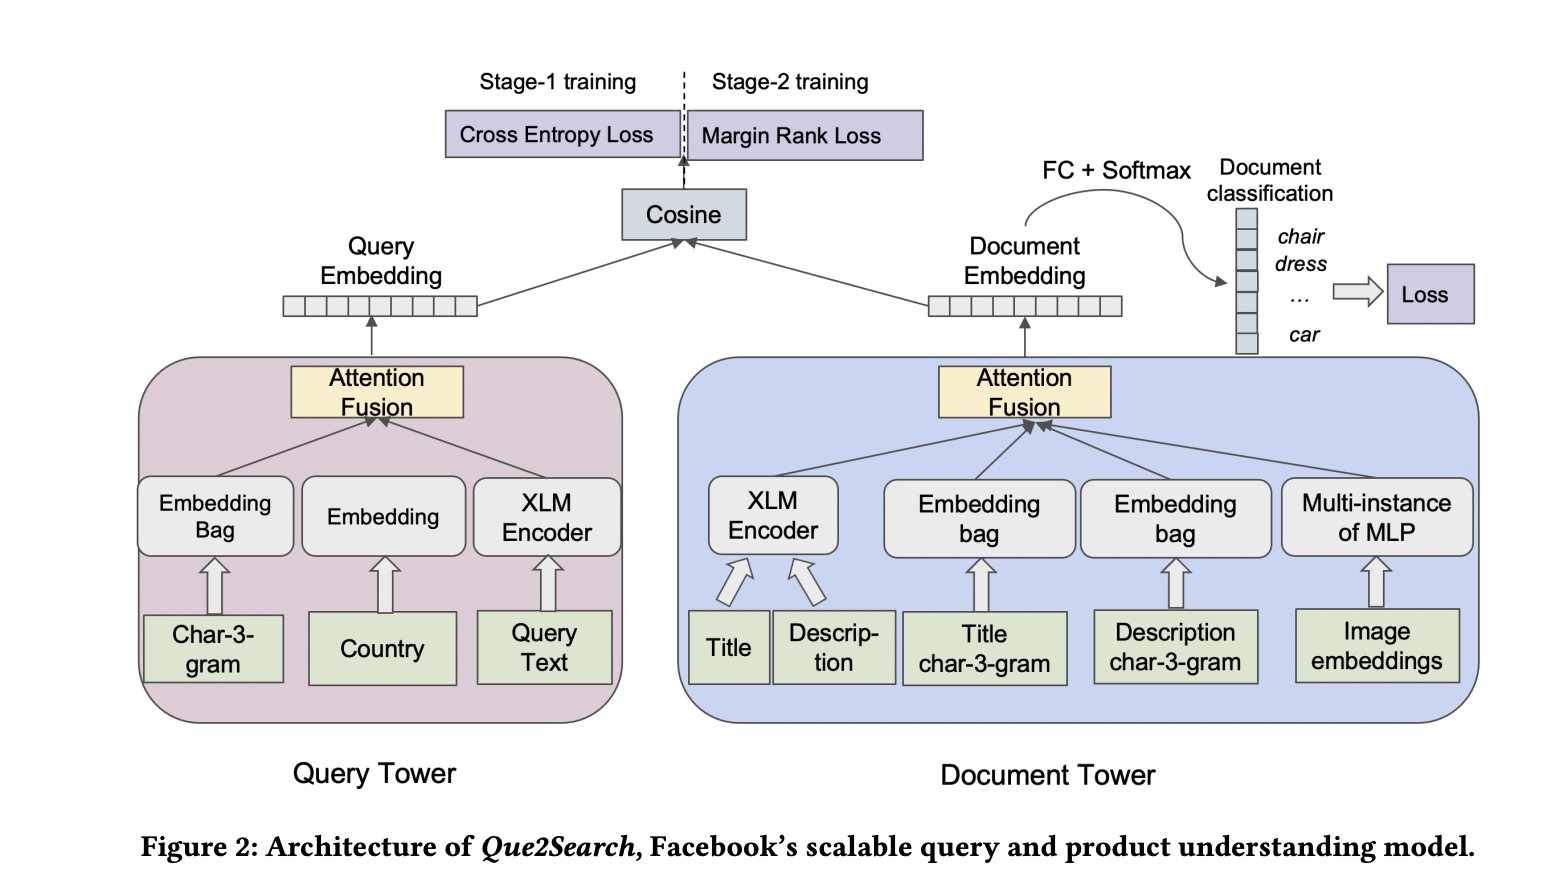 Stage-1 training
Stage-2 training
Cross Entropy Loss
Margin Rank Loss
Cosine
FC + Softmax
Document
classification
chair
dress
...
car
Loss
Query
Embedding
Document
Embedding
Attention
Fusion
Embedding
Bag
Embedding
XLM
Encoder
Char-3-
gram
Country
Query
Text
Query Tower
Attention
Fusion
XLM
Encoder
Embedding
bag
Embedding
bag
Multi-instance
of MLP
Title
Descrip-
tion
Title
char-3-gram
Description
char-3-gram
Image
embeddings
Document Tower
Figure 2: Architecture of Que2Search, Facebook’s scalable query and product understanding model.